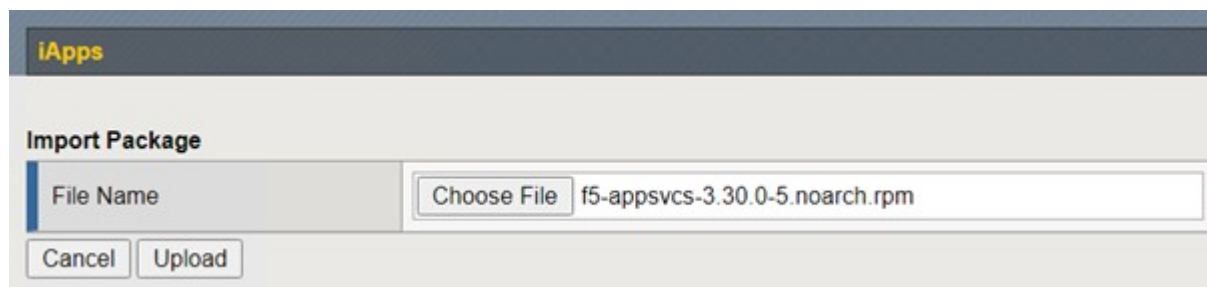 iApps
Import Package
File Name Choose File f5-appsvcs-3.30.0-5.noarch.rpm
Cancel Upload